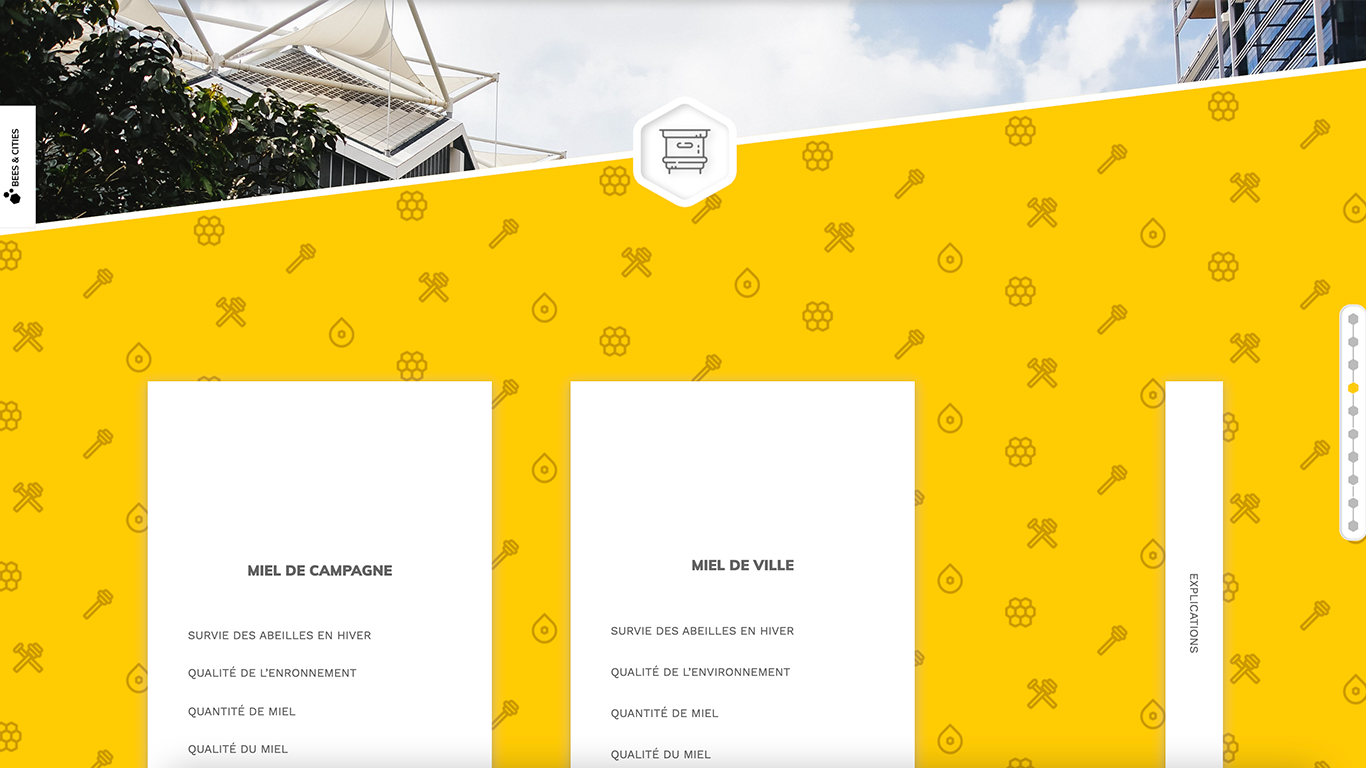 BEES & CITIES
MIEL DE CAMPAGNE
SURVIE DES ABEILLES EN HIVER
QUALITÉ DE L'ENRONNEMENT
QUANTITÉ DE MIEL
QUALITÉ DU MIEL
MIEL DE VILLE
SURVIE DES ABEILLES EN HIVER
QUALITÉ DE L'ENVIRONNEMENT
QUANTITÉ DE MIEL
QUALITÉ DU MIEL
EXPLICATIONS